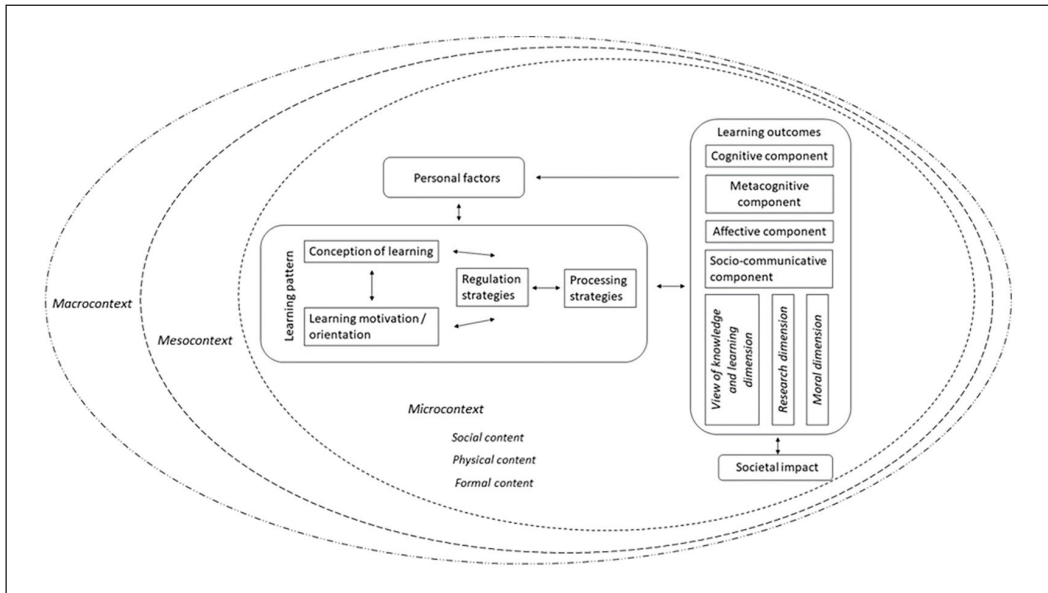 Macrocontext
Mesocontext
Personal factors
Learning pattern
Conception of learning
Learning motivation /
orientation
Regulation
strategies
Processing
strategies
Microcontext
Social content
Physical content
Formal content
Learning outcomes
Cognitive component
Metacognitive
component
Affective component
Socio-communicative
component
View of knowledge
and learning
dimension
Research dimension
Moral dimension
Societal impact